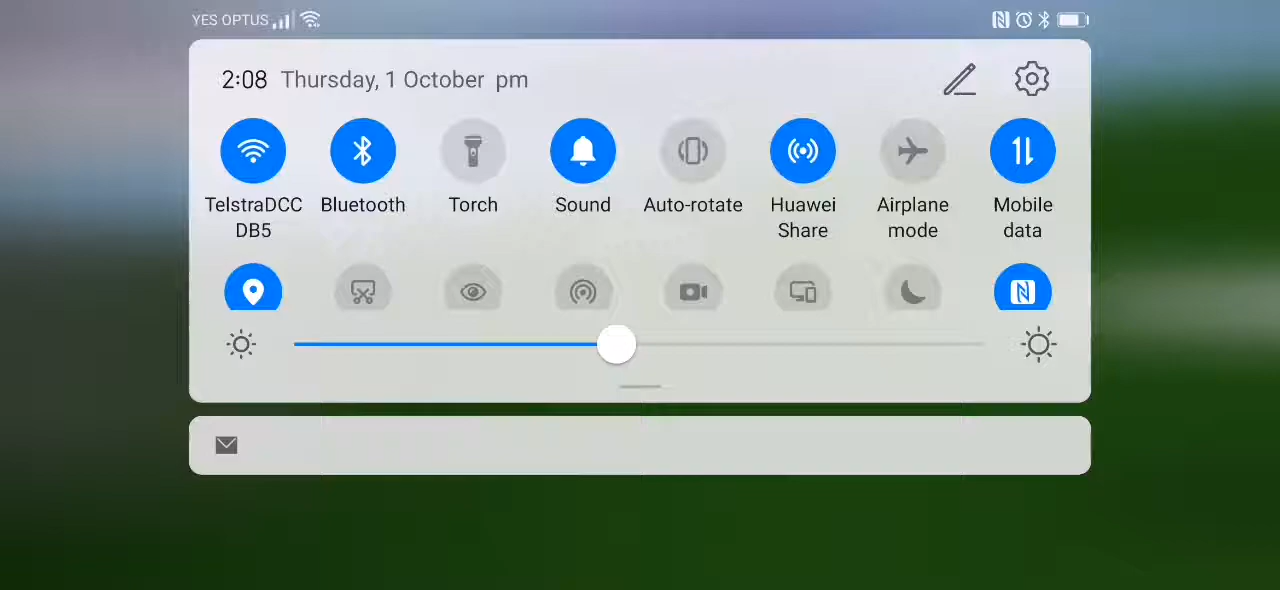 YES OPTUS
2:08 Thursday, 1 October pm
TelstraDCC
DB5
Bluetooth
Torch
Sound
Auto-rotate
Huawei
Share
Airplane
mode
Mobile
data